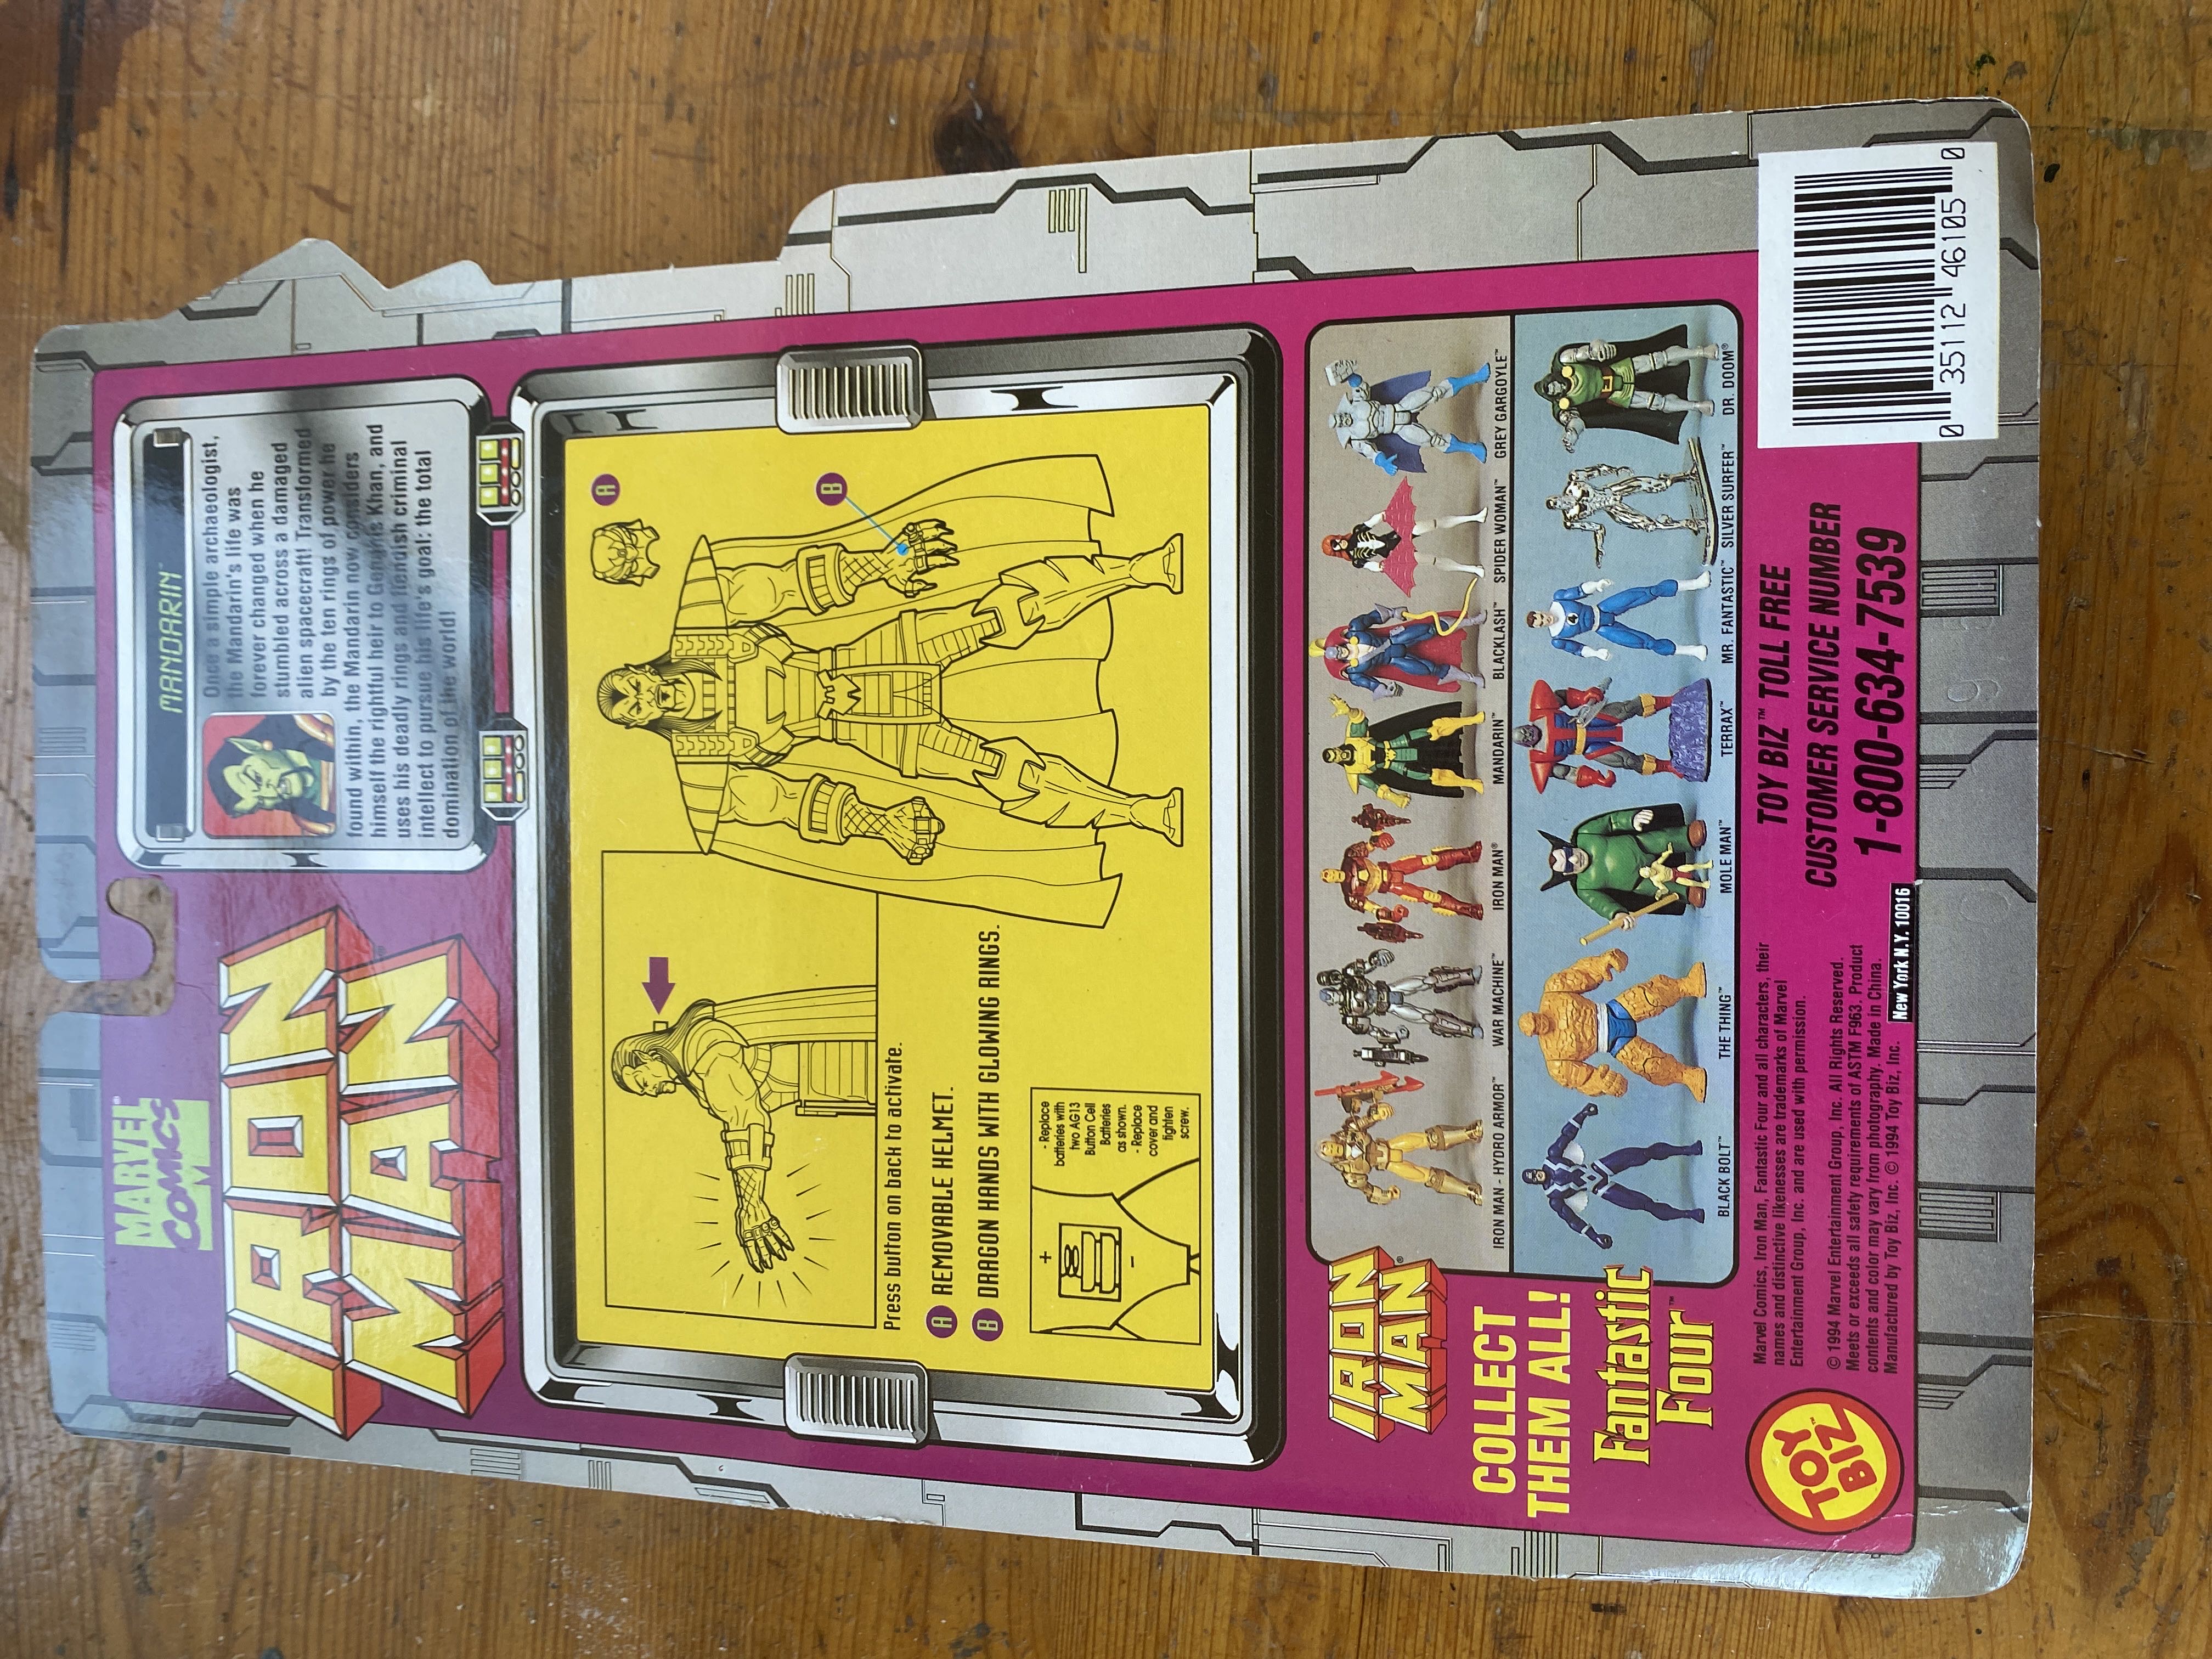 MARVEL
COMICS
IRON
MAN
MANDARIN™
Once a simple archaeologist,
the Mandarin's life was
forever changed when he
stumbled across a damaged
alien spacecraft! Transformed
by the ten rings of power he
found within, the Mandarin now considers
himself the rightful heir to Genghis Khan, and
uses his deadly rings and fiendish criminal
intellect to pursue his life's goal: the total
domination of the world!
A
B
Press button on back to activate.
A REMOVABLE HELMET.
B DRAGON HANDS WITH GLOWING RINGS.
+
-
- Replace
batteries with
two AG13
Button Cell
Batteries
as shown.
- Replace
cover and
tighten
screw.
IRON
MAN®
COLLECT
THEM ALL!
Fantastic
Four™
IRON MAN - HYDRO ARMOR™
WAR MACHINE™
IRON MAN®
MANDARIN™
BLACKLASH™
SPIDER WOMAN™
GREY GARGOYLE™
BLACK BOLT™
THE THING™
MOLE MAN™
TERRAX™
MR. FANTASTIC™
SILVER SURFER™
DR. DOOM®
TOY BIZ™
Marvel Comics, Iron Man, Fantastic Four and all characters, their
names and distinctive likenesses are trademarks of Marvel
Entertainment Group, Inc. and are used with permission.
© 1994 Marvel Entertainment Group, Inc. All Rights Reserved.
Meets or exceeds all safety requirements of ASTM F963. Product
contents and color may vary from photography. Made in China.
Manufactured by Toy Biz, Inc. © 1994 Toy Biz, Inc.
New York N.Y. 10016
TOY BIZ™ TOLL FREE
CUSTOMER SERVICE NUMBER
1-800-634-7539
0 35112 46105 0